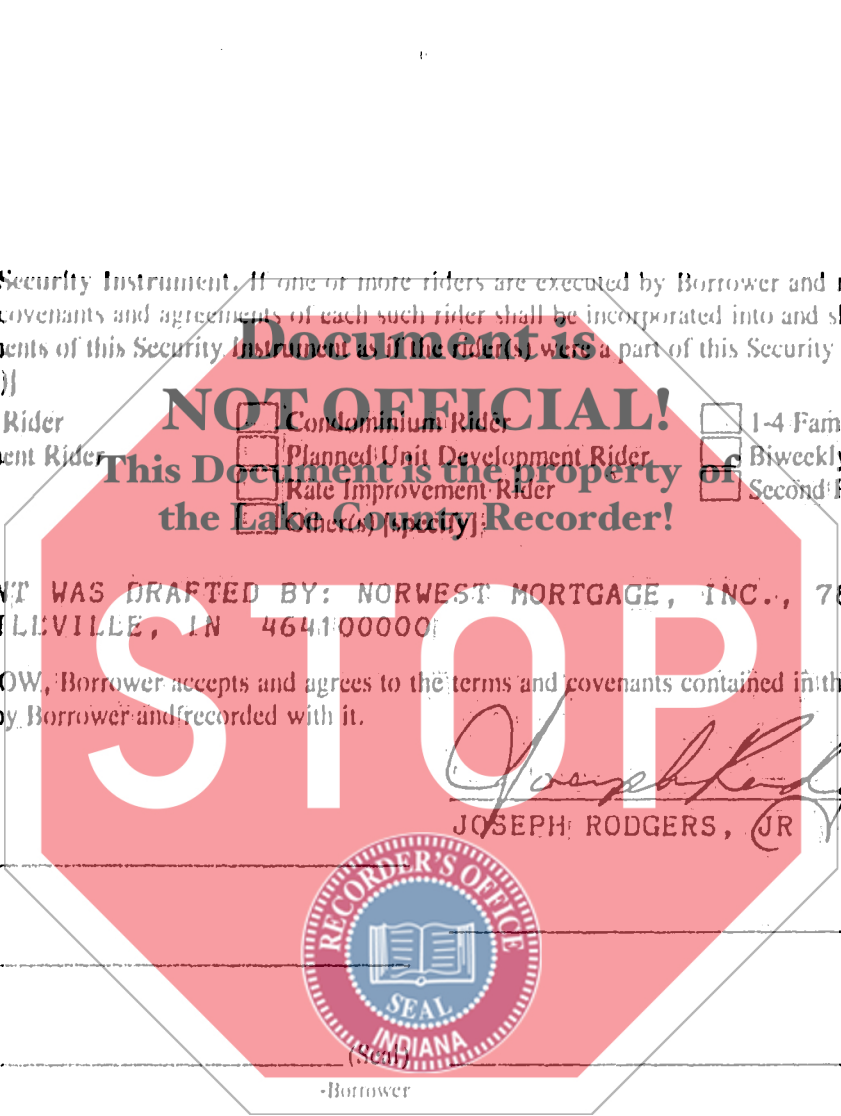 Security Instrument. If one or more riders are executed by Borrower and
covenants and agreements of each such rider shall be incorporated into and
ents of this Security Instrument as if the rider(s) were a part of this Security
)]
Rider Condominium Rider 1-4 Fam
ent Rider Planned Unit Development Rider Biweekly
Rate Improvement Rider Second
Other(s) [specify]
Document is
NOT OFFICIAL!
This Document is the property of
the Lake County Recorder!
NT WAS DRAFTED BY: NORWEST MORTGAGE, INC., 78
LLVILLE, IN 464100000
OW, Borrower accepts and agrees to the terms and covenants contained in th
by Borrower and recorded with it.
STOP
Joseph Rodg
JOSEPH RODGERS, JR
RECORDER'S OFFICE
SEAL
INDIANA
(Seal)
-Borrower